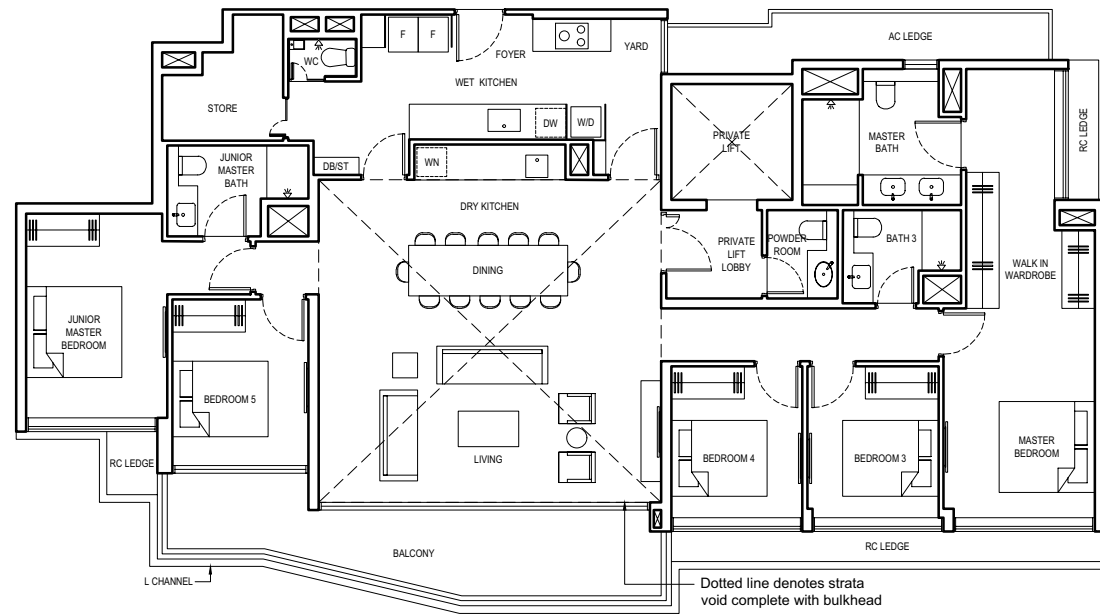 F
F
FOYER
YARD
AC LEDGE
WC
WET KITCHEN
STORE
DW
W/D
PRIVATE
LIFT
MASTER
BATH
RC LEDGE
JUNIOR
MASTER
BATH
DB/ST
WN
DRY KITCHEN
PRIVATE
LIFT
LOBBY
POWDER
ROOM
BATH 3
WALK IN
WARDROBE
DINING
JUNIOR
MASTER
BEDROOM
BEDROOM 5
LIVING
BEDROOM 4
BEDROOM 3
MASTER
BEDROOM
RC LEDGE
BALCONY
RC LEDGE
L CHANNEL
Dotted line denotes strata
void complete with bulkhead